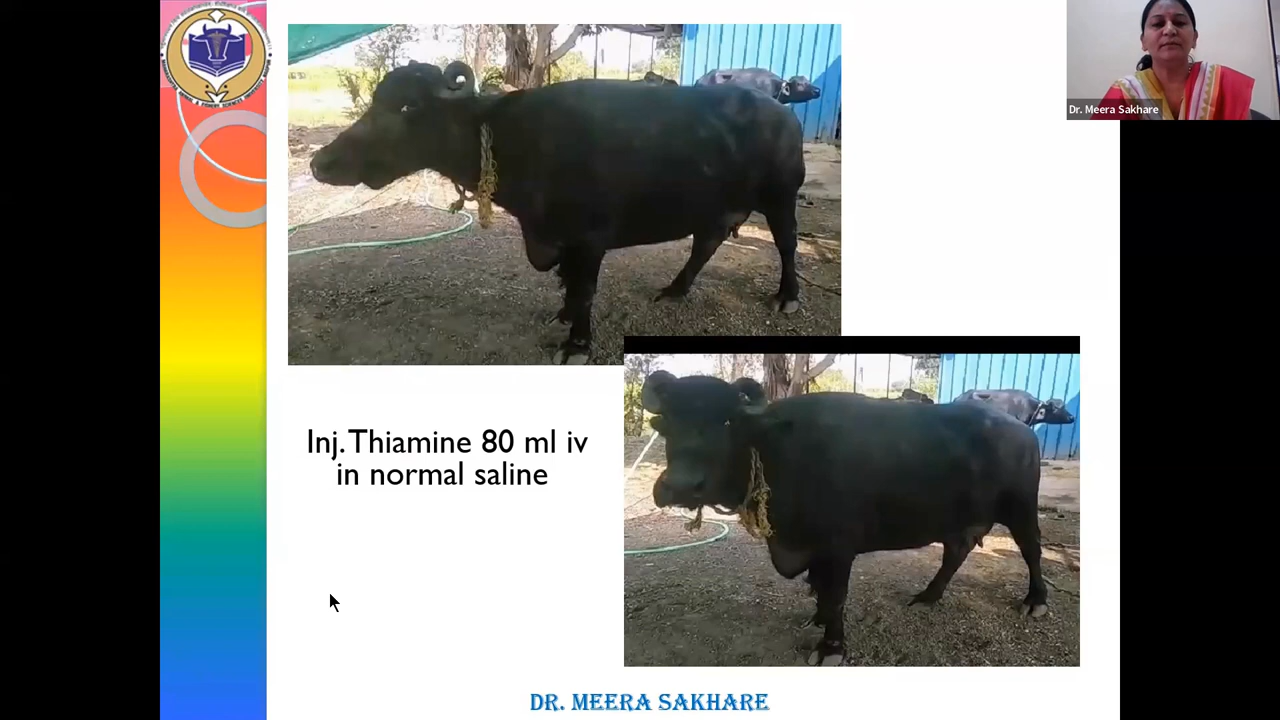 Dr. Meera Sakhare
Inj. Thiamine 80 ml iv
in normal saline
DR. MEERA SAKHARE